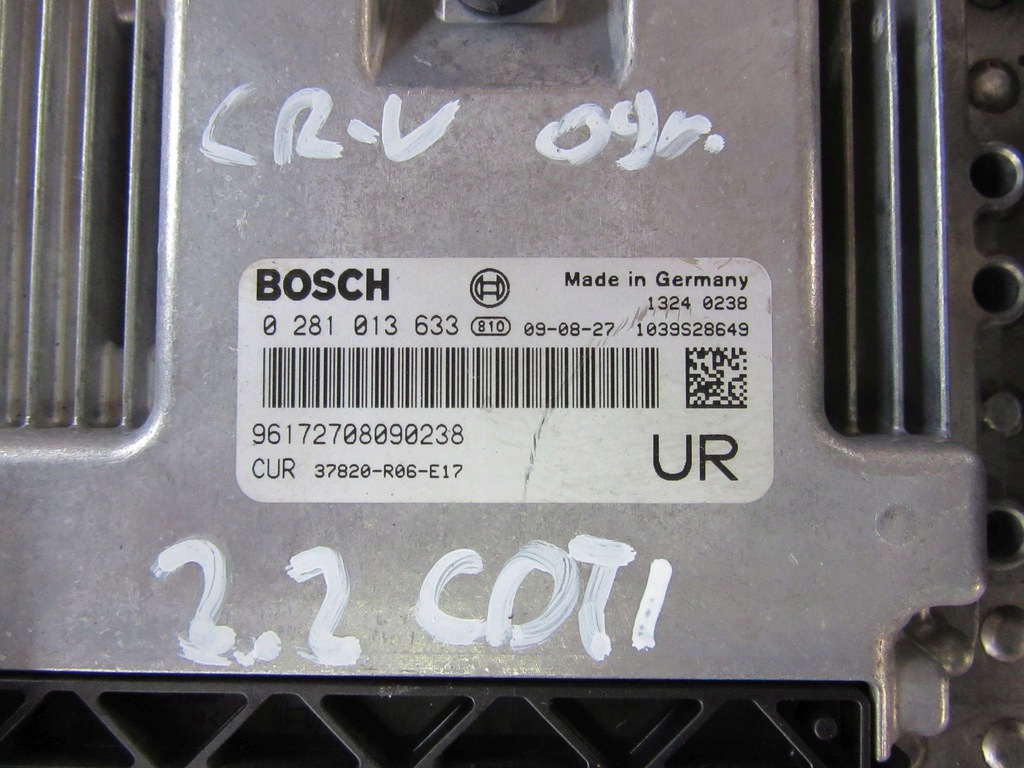 CR-V 09r.
BOSCH Made in Germany
1324 0238
0 281 013 633 810 09-08-27 1039S28649
96172708090238
CUR 37820-R06-E17 UR
2.2 CDTI